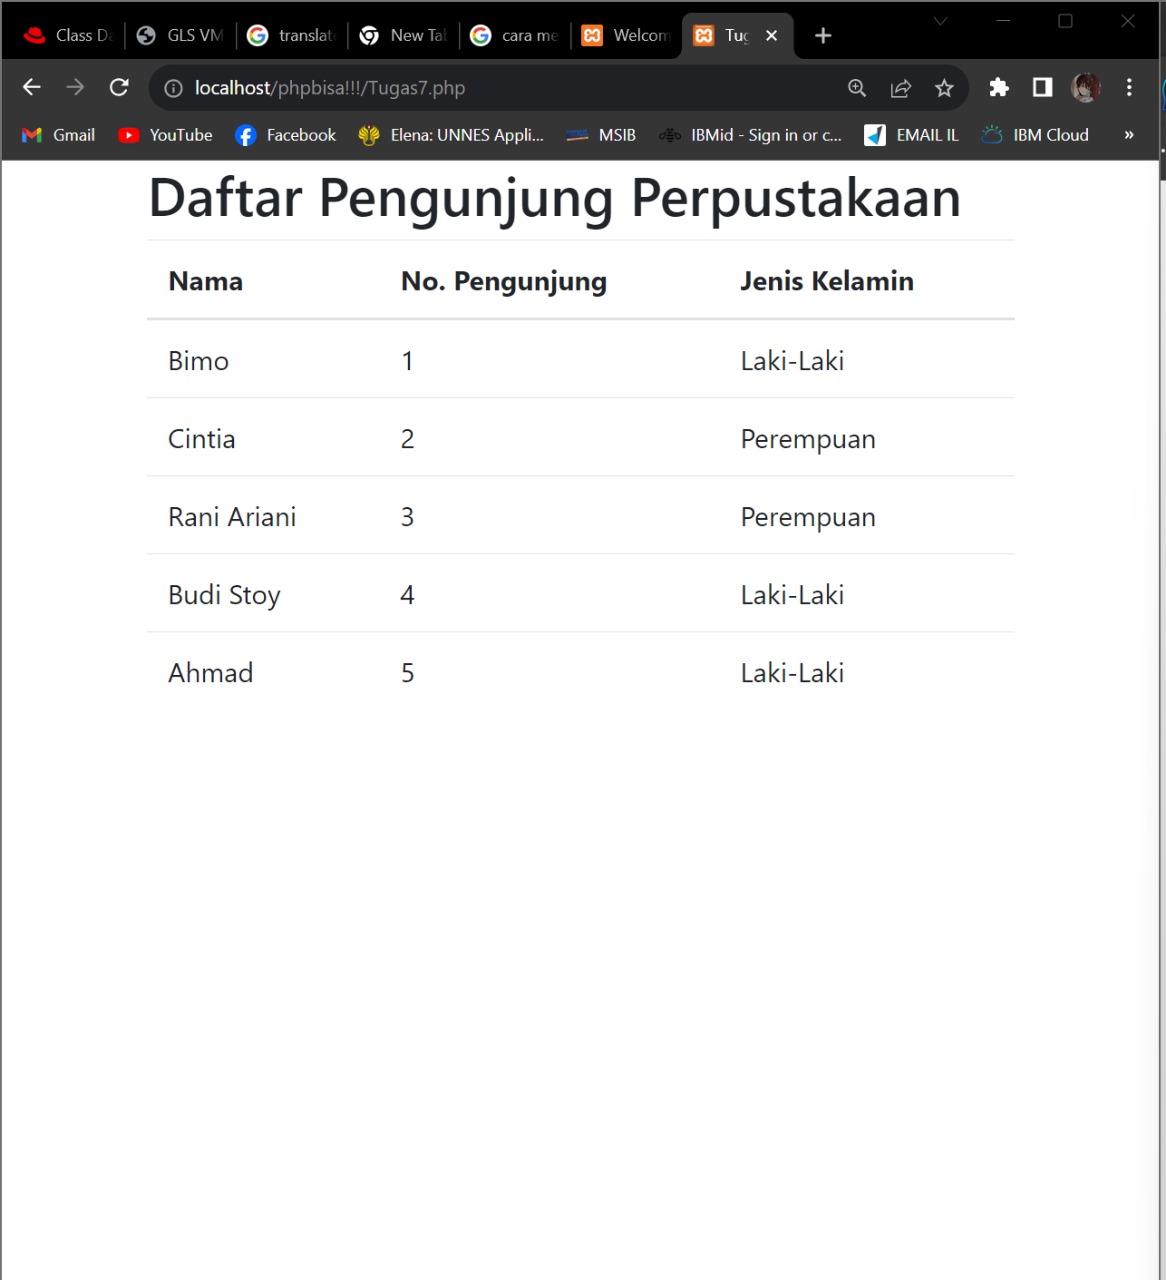 Class Da GLS VM translat New Tab cara me Welcom Tug
localhost/phpbisa!!!/Tugas7.php
Gmail YouTube Facebook Elena: UNNES Appli... MSIB IBMid - Sign in or c... EMAIL IL IBM Cloud »
Daftar Pengunjung Perpustakaan
Nama No. Pengunjung Jenis Kelamin
Bimo 1 Laki-Laki
Cintia 2 Perempuan
Rani Ariani 3 Perempuan
Budi Stoy 4 Laki-Laki
Ahmad 5 Laki-Laki